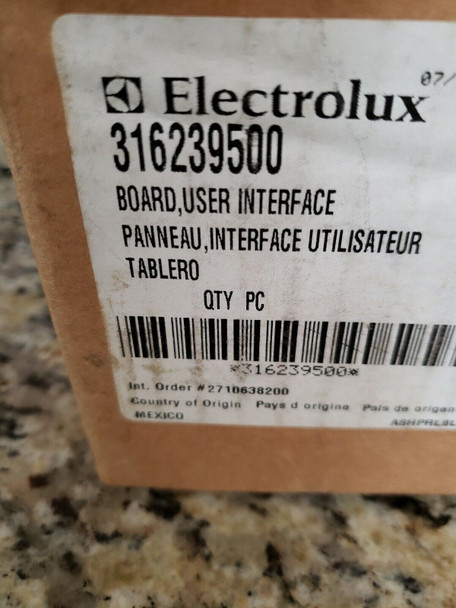 07/
Electrolux
316239500
BOARD,USER INTERFACE
PANNEAU,INTERFACE UTILISATEUR
TABLERO
QTY PC
*316239500*
Int. Order #2710638200
Country of Origin Pays d origine Pais de origen
MEXICO